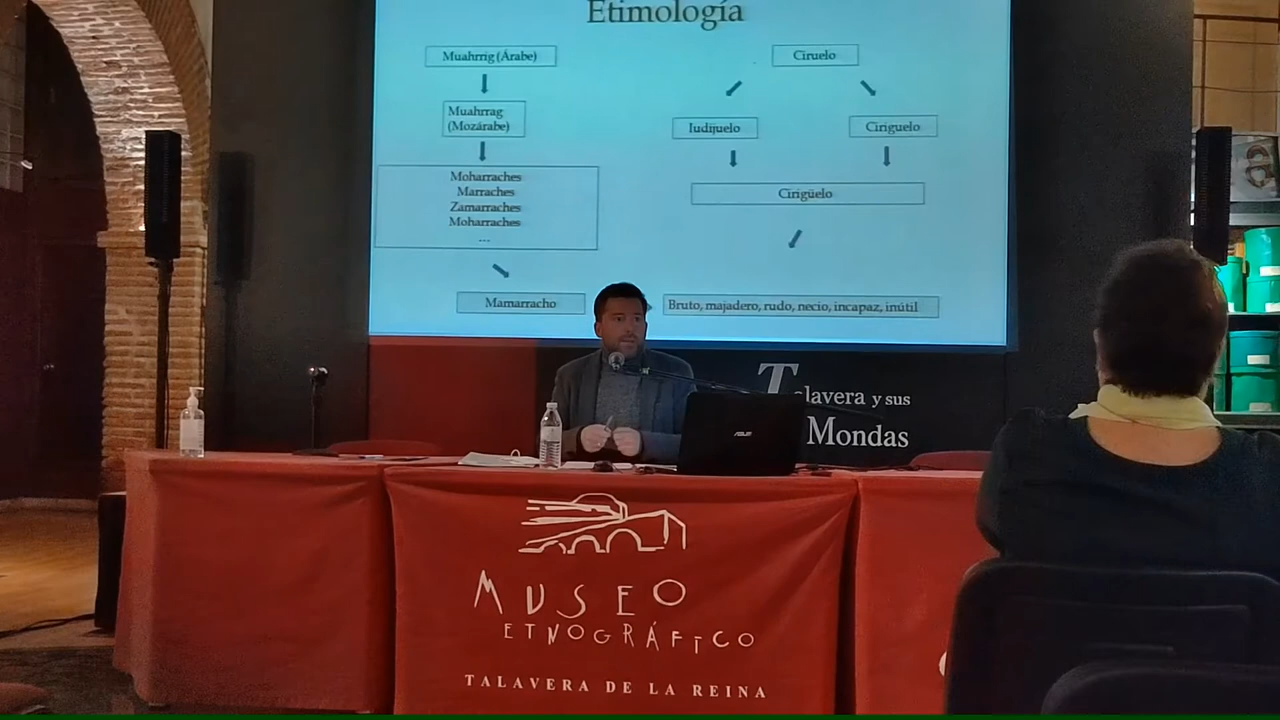 Etimología
Muahrrig (Árabe)
Muahrrag
(Mozárabe)
Moharraches
Marraches
Zamarraches
Moharraches
...
Mamarracho
Ciruelo
Iudijuelo
Ciriguelo
Cirigüelo
Bruto, majadero, rudo, necio, incapaz, inútil
Talavera y sus
Mondas
ASUS
MUSEO
ETNOGRÁFICO
TALAVERA DE LA REINA